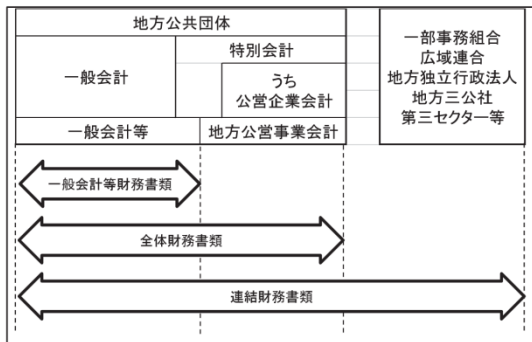 地方公共団体
一般会計
特別会計
うち
公営企業会計
一般会計等
地方公営事業会計
一部事務組合
広域連合
地方独立行政法人
地方三公社
第三セクター等
一般会計等財務書類
全体財務書類
連結財務書類